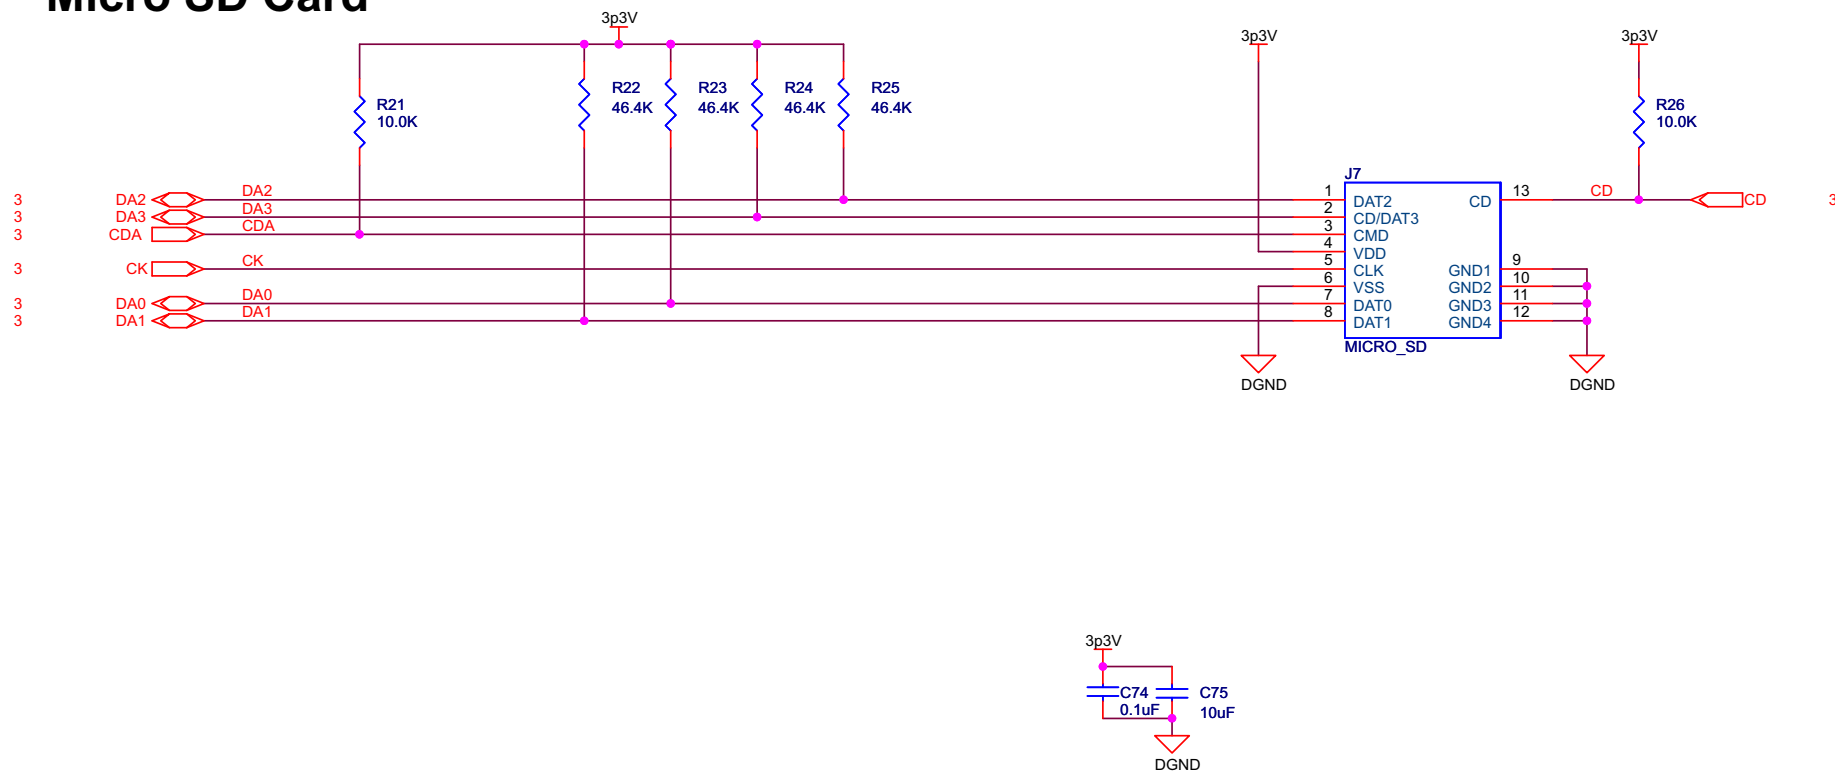 Micro SD Card
3p3V
3p3V
3p3V
R21
10.0K
R22
46.4K
R23
46.4K
R24
46.4K
R25
46.4K
R26
10.0K
3 DA2 DA2
3 DA3 DA3
3 CDA CDA
3 CK CK
3 DA0 DA0
3 DA1 DA1
J7
1 DAT2
2 CD/DAT3
3 CMD
4 VDD
5 CLK
6 VSS
7 DAT0
8 DAT1
CD 13 CD CD 3
GND1 9
GND2 10
GND3 11
GND4 12
MICRO_SD
DGND
DGND
3p3V
C74
0.1uF
C75
10uF
DGND